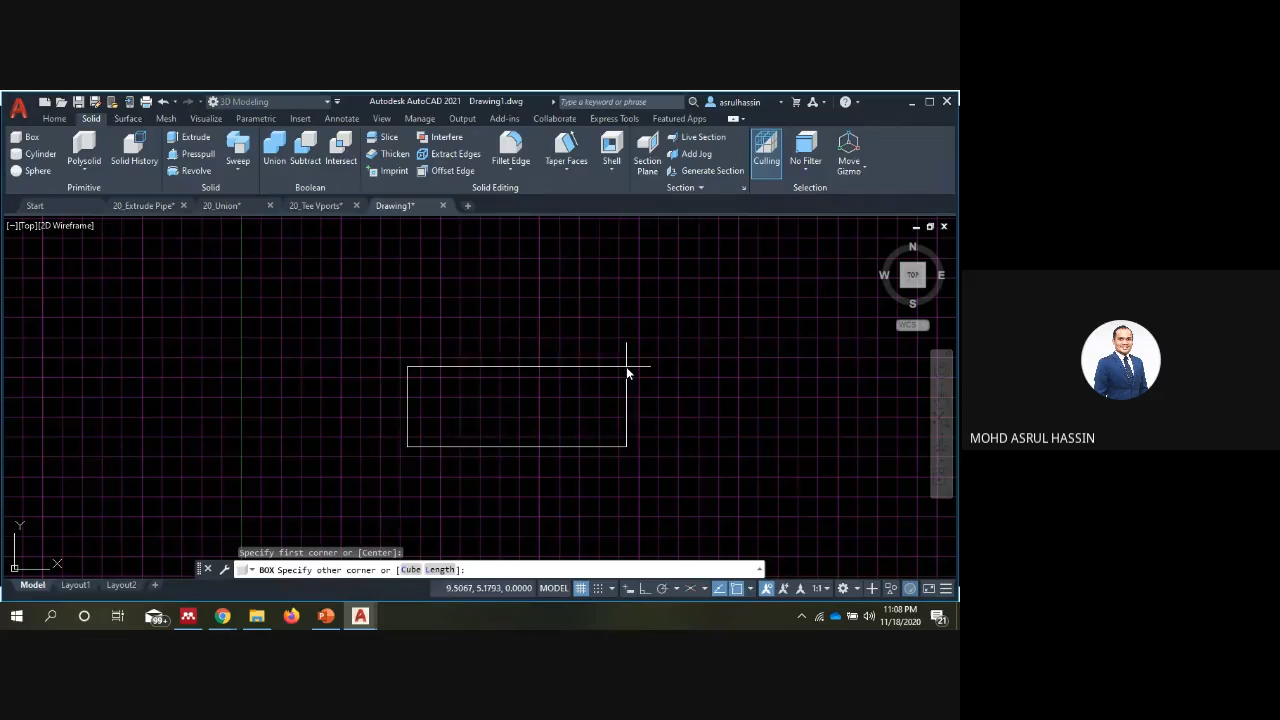 3D Modeling
Autodesk AutoCAD 2021 Drawing1.dwg
Type a keyword or phrase
asrulhassin
Home Solid Surface Mesh Visualize Parametric Insert Annotate View Manage Output Add-ins Collaborate Express Tools Featured Apps
Box
Cylinder
Sphere
Polysolid
Solid History
Primitive
Extrude
Presspull
Revolve
Sweep
Solid
Union
Subtract
Intersect
Boolean
Slice
Thicken
Imprint
Interfere
Extract Edges
Offset Edge
Fillet Edge
Taper Faces
Shell
Solid Editing
Section
Plane
Live Section
Add Jog
Generate Section
Section
Culling
No Filter
Move
Gizmo
Selection
Start 20_Extrude Pipe* 20_Union* 20_Tee Vports* Drawing1*
[−][Top][2D Wireframe]
N
W TOP E
S
WCS
MOHD ASRUL HASSIN
Y
X
Specify first corner or [Center]:
BOX Specify other corner or [Cube Length]:
Model Layout1 Layout2
9.5067, 5.1793, 0.0000 MODEL
1:1
99+
11:08 PM
11/18/2020
21